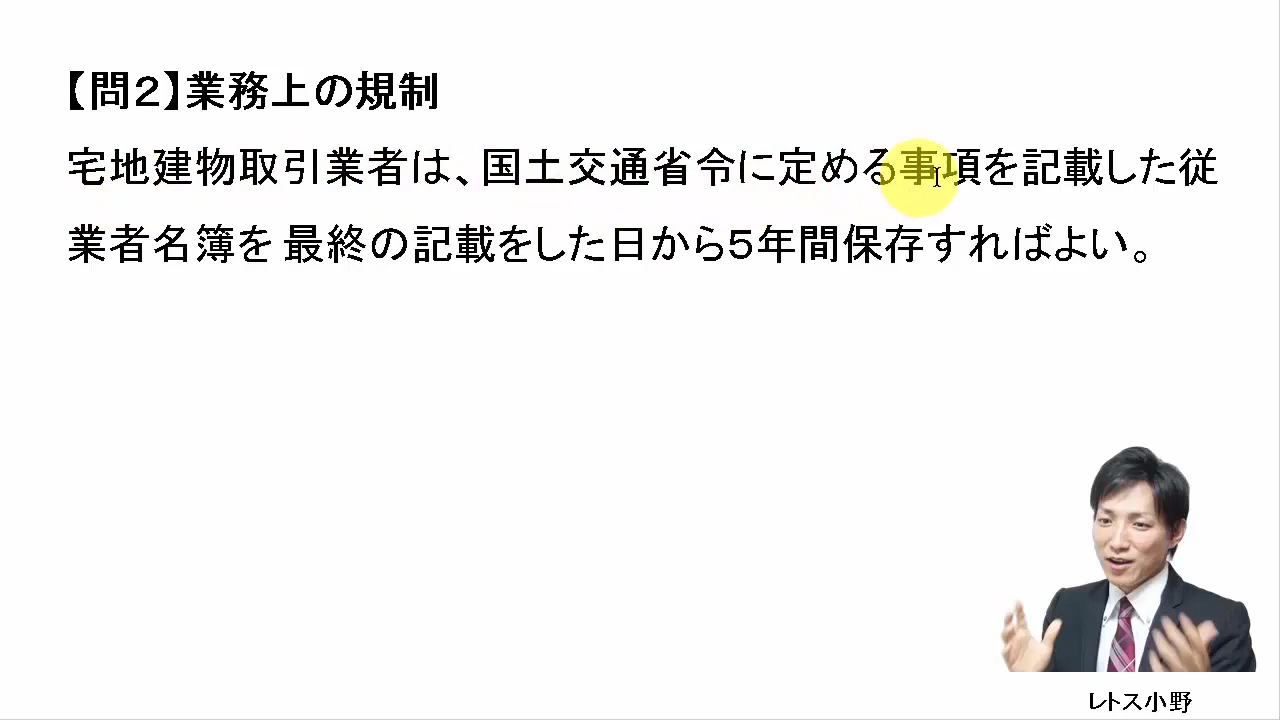 【問２】業務上の規制
宅地建物取引業者は、国土交通省令に定める事項を記載した従
業者名簿を 最終の記載をした日から５年間保存すればよい。
レトス小野